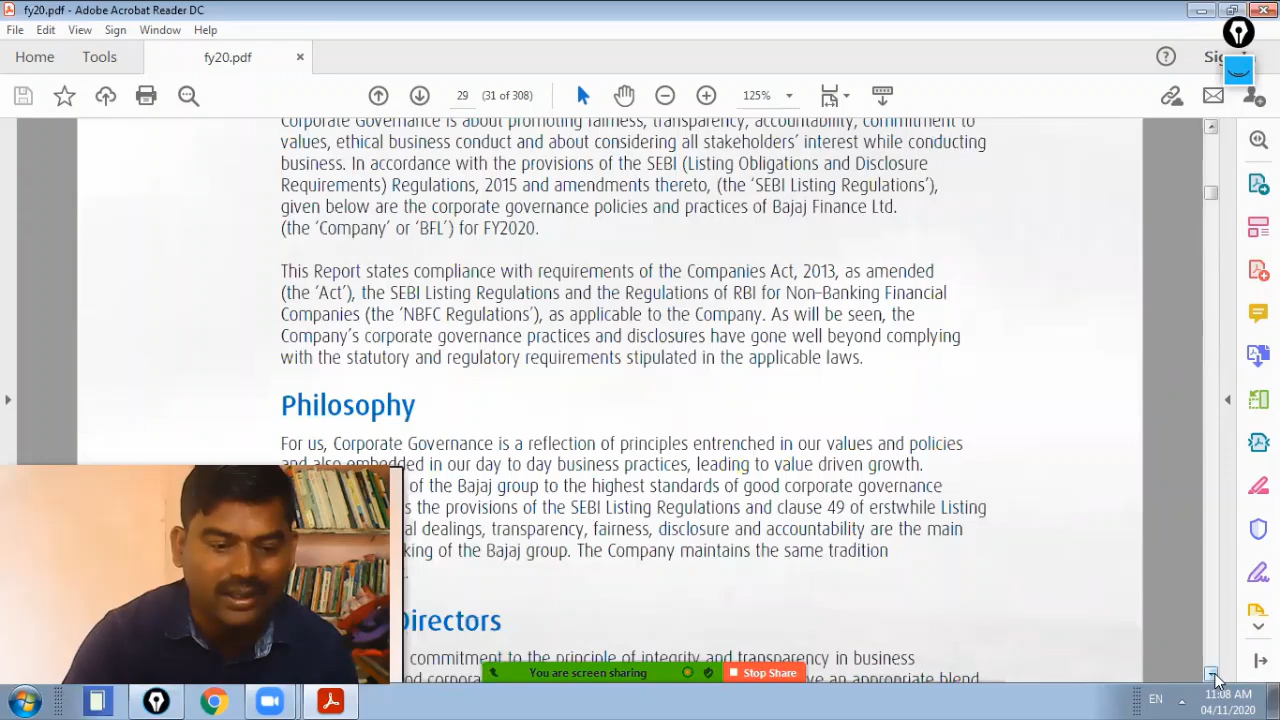 fy20.pdf - Adobe Acrobat Reader DC
File Edit View Sign Window Help
Home Tools fy20.pdf ×
29 (31 of 308) 125%
Corporate Governance is about promoting fairness, transparency, accountability, commitment to
values, ethical business conduct and about considering all stakeholders' interest while conducting
business. In accordance with the provisions of the SEBI (Listing Obligations and Disclosure
Requirements) Regulations, 2015 and amendments thereto, (the 'SEBI Listing Regulations'),
given below are the corporate governance policies and practices of Bajaj Finance Ltd.
(the 'Company' or 'BFL') for FY2020.
This Report states compliance with requirements of the Companies Act, 2013, as amended
(the 'Act'), the SEBI Listing Regulations and the Regulations of RBI for Non-Banking Financial
Companies (the 'NBFC Regulations'), as applicable to the Company. As will be seen, the
Company's corporate governance practices and disclosures have gone well beyond complying
with the statutory and regulatory requirements stipulated in the applicable laws.
Philosophy
For us, Corporate Governance is a reflection of principles entrenched in our values and policies
and also embedded in our day to day business practices, leading to value driven growth.
of the Bajaj group to the highest standards of good corporate governance
the provisions of the SEBI Listing Regulations and clause 49 of erstwhile Listing
dealings, transparency, fairness, disclosure and accountability are the main
of the Bajaj group. The Company maintains the same tradition
Directors
commitment to the principle of integrity and transparency in business
have an appropriate blend
You are screen sharing Stop Share
EN 11:08 AM
04/11/2020